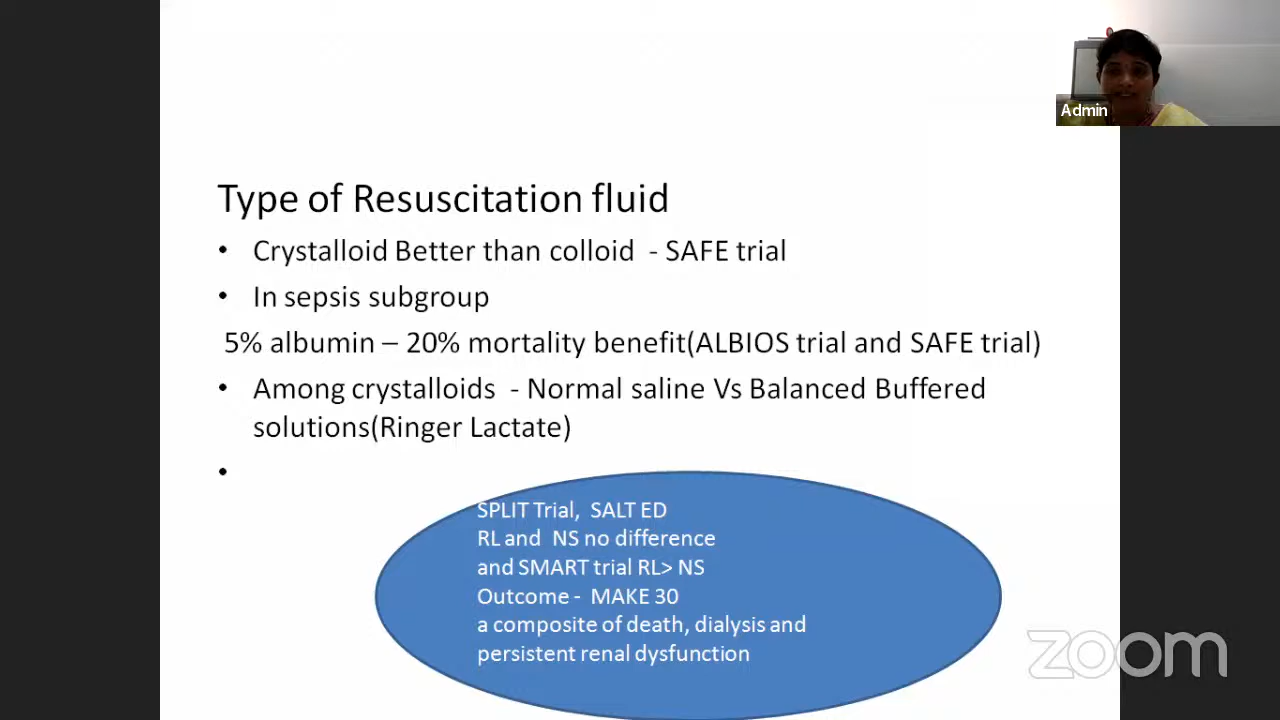 Admin
Type of Resuscitation fluid
• Crystalloid Better than colloid - SAFE trial
• In sepsis subgroup
5% albumin – 20% mortality benefit(ALBIOS trial and SAFE trial)
• Among crystalloids - Normal saline Vs Balanced Buffered
solutions(Ringer Lactate)
•
SPLIT Trial, SALT ED
RL and NS no difference
and SMART trial RL> NS
Outcome - MAKE 30
a composite of death, dialysis and
persistent renal dysfunction
zoom